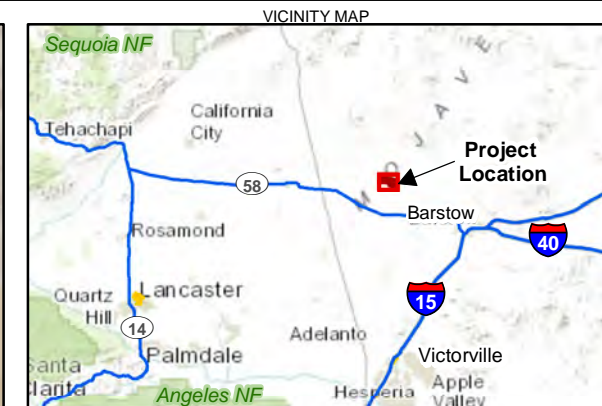 VICINITY MAP
Sequoia NF
M O J A V E
California
City
Tehachapi
Project
Location
58
Barstow
Rosamond
40
Quartz
Hill
Lancaster
15
14
Adelanto
Palmdale
Victorville
Santa
Clarita
Angeles NF
Hesperia
Apple
Valley